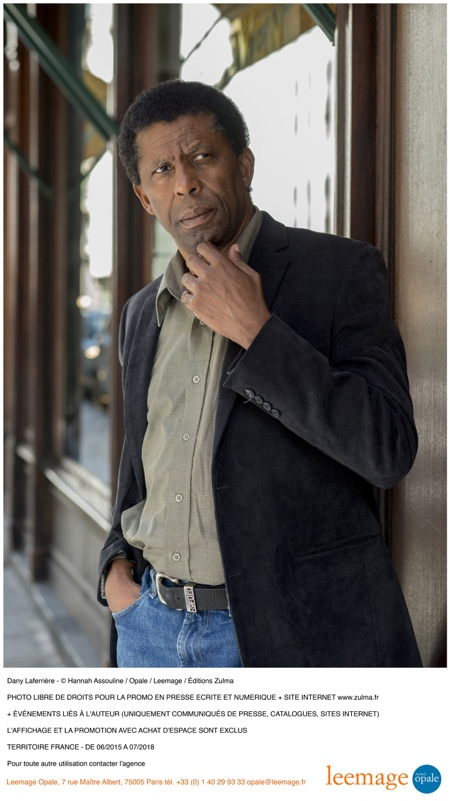 Dany Laferrière - © Hannah Assouline / Opale / Leemage / Éditions Zulma
PHOTO LIBRE DE DROITS POUR LA PROMO EN PRESSE ECRITE ET NUMERIQUE + SITE INTERNET www.zulma.fr
+ ÉVÉNEMENTS LIÉS À L'AUTEUR (UNIQUEMENT COMMUNIQUÉS DE PRESSE, CATALOGUES, SITES INTERNET)
L'AFFICHAGE ET LA PROMOTION AVEC ACHAT D'ESPACE SONT EXCLUS
TERRITOIRE FRANCE - DE 06/2015 A 07/2018
Pour toute autre utilisation contacter l'agence
Leemage Opale, 7 rue Maître Albert, 75005 Paris tél. +33 (0) 1 40 29 93 33 opale@leemage.fr
leemage opale